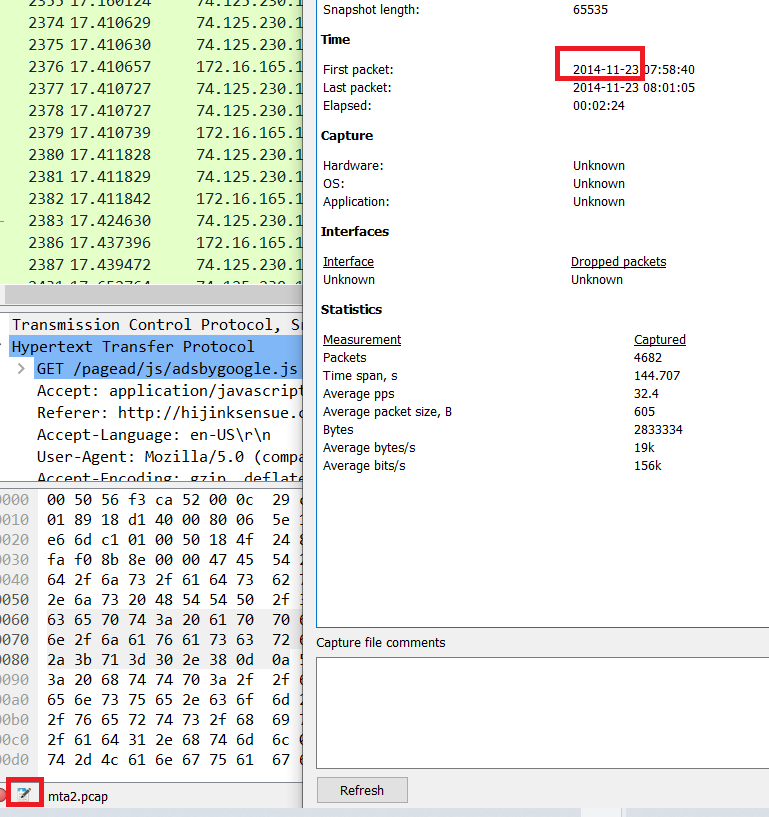 17.160124 74.125.230.1
2374 17.410629 74.125.230.1
2375 17.410630 74.125.230.1
2376 17.410657 172.16.165.1
2377 17.410727 74.125.230.1
2378 17.410727 74.125.230.1
2379 17.410739 172.16.165.1
2380 17.411828 74.125.230.1
2381 17.411829 74.125.230.1
2382 17.411842 172.16.165.1
2383 17.424630 74.125.230.1
2386 17.437396 172.16.165.1
2387 17.439472 74.125.230.1
Transmission Control Protocol,
Hypertext Transfer Protocol
GET /pagead/js/adsbygoogle.js
Accept: application/javascript
Referer: http://hijinksensue.c
Accept-Language: en-US\r\n
User-Agent: Mozilla/5.0 (compa
Accept-Encoding: gzip, deflate
0000 00 50 56 f3 ca 52 00 0c 29
0010 01 89 18 d1 40 00 80 06 5e
0020 e6 6d c1 01 00 50 18 4f 24
0030 fa f0 8b 8e 00 00 47 45 54
0040 64 2f 6a 73 2f 61 64 73 62
0050 2e 6a 73 20 48 54 54 50 2f
0060 63 65 70 74 3a 20 61 70 70
0070 6e 2f 6a 61 76 61 73 63 72
0080 2a 3b 71 3d 30 2e 38 0d 0a
0090 3a 20 68 74 74 70 3a 2f 2f
00a0 65 6e 73 75 65 2e 63 6f 6d
00b0 2f 76 65 72 74 73 2f 68 69
00c0 2f 61 64 31 2e 68 74 6d 6c
00d0 74 2d 4c 61 6e 67 75 61 67
mta2.pcap
Snapshot length: 65535
Time
First packet: 2014-11-23 07:58:40
Last packet: 2014-11-23 08:01:05
Elapsed: 00:02:24
Capture
Hardware: Unknown
OS: Unknown
Application: Unknown
Interfaces
Interface Dropped packets
Unknown Unknown
Statistics
Measurement Captured
Packets 4682
Time span, s 144.707
Average pps 32.4
Average packet size, B 605
Bytes 2833334
Average bytes/s 19k
Average bits/s 156k
Capture file comments
Refresh